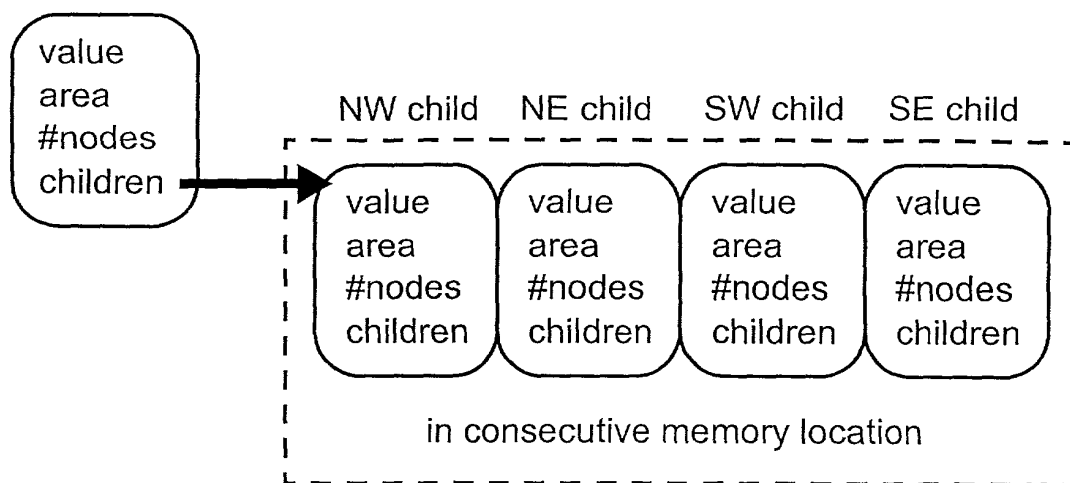 value
area
#nodes
children
NW child NE child SW child SE child
value value value value
area area area area
#nodes #nodes #nodes #nodes
children children children children
in consecutive memory location